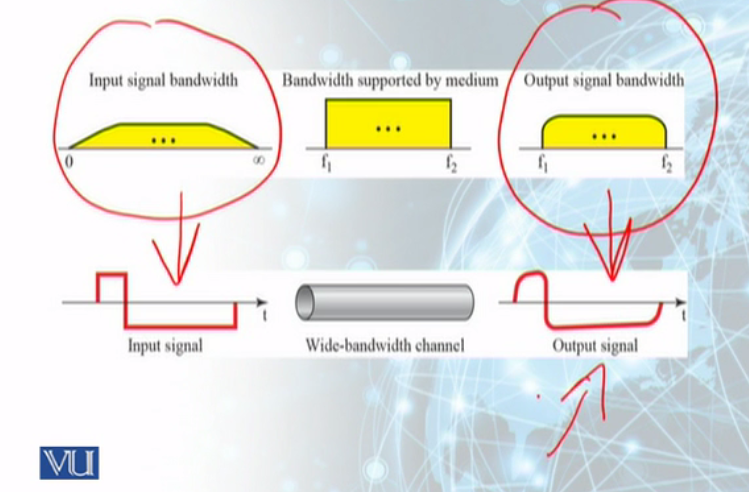 Input signal bandwidth
Bandwidth supported by medium
Output signal bandwidth
...
...
...
0
∞
f₁
f₂
f₁
f₂
t
t
Input signal
Wide-bandwidth channel
Output signal
VU